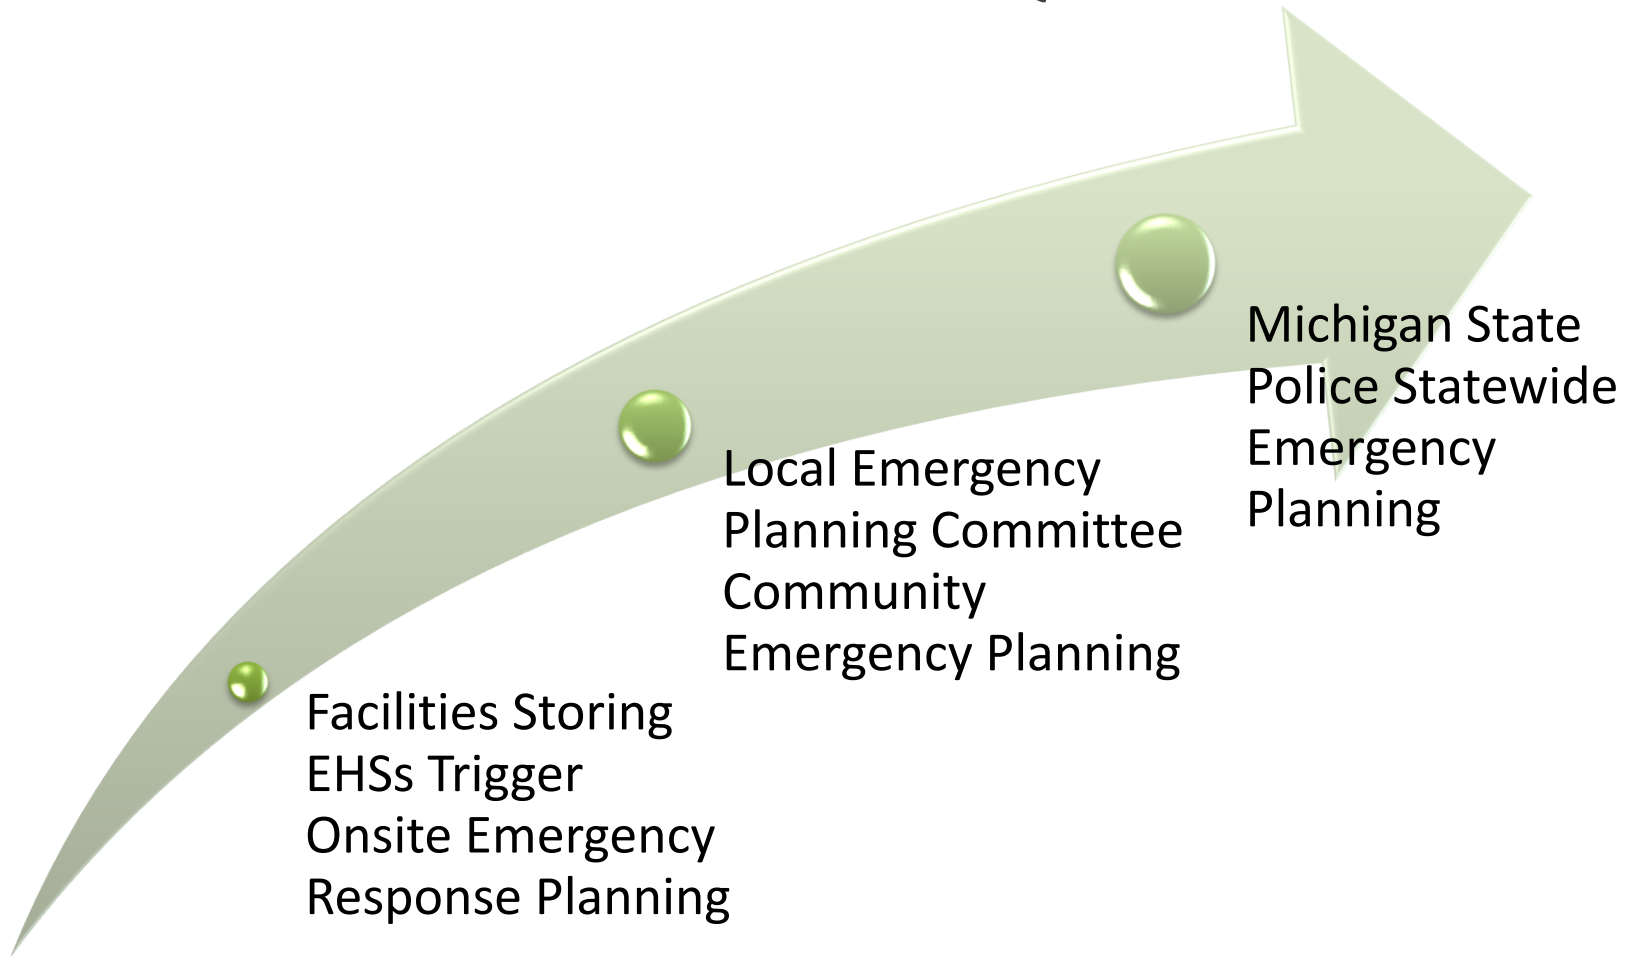 Facilities Storing
EHSs Trigger
Onsite Emergency
Response Planning
Local Emergency
Planning Committee
Community
Emergency Planning
Michigan State
Police Statewide
Emergency
Planning